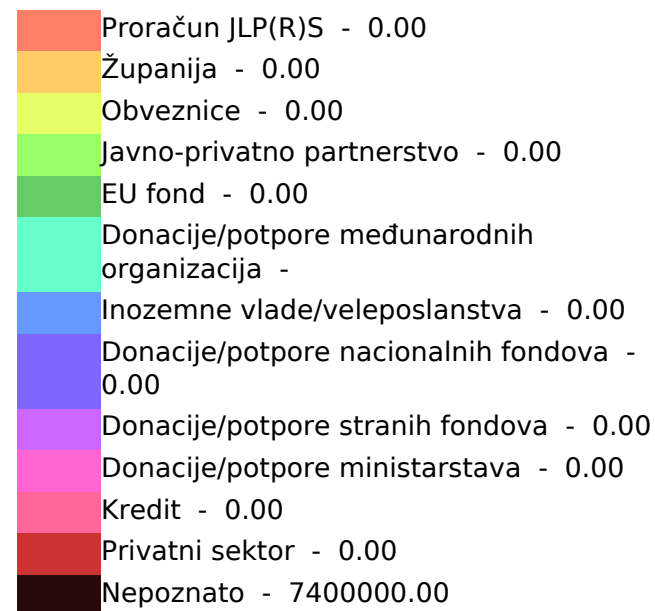 Proračun JLP(R)S - 0.00
Županija - 0.00
Obveznice - 0.00
Javno-privatno partnerstvo - 0.00
EU fond - 0.00
Donacije/potpore međunarodnih
organizacija -
Inozemne vlade/veleposlanstva - 0.00
Donacije/potpore nacionalnih fondova -
0.00
Donacije/potpore stranih fondova - 0.00
Donacije/potpore ministarstava - 0.00
Kredit - 0.00
Privatni sektor - 0.00
Nepoznato - 7400000.00